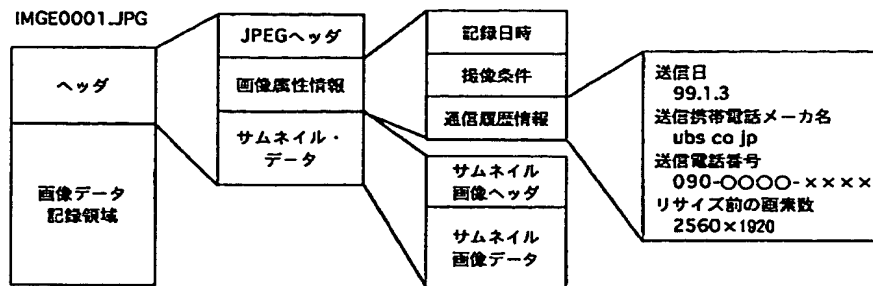 IMGE0001.JPG
ヘッダ
画像データ
記録領域
JPEGヘッダ
画像属性情報
サムネイル・
データ
記録日時
撮像条件
通信履歴情報
サムネイル
画像ヘッダ
サムネイル
画像データ
送信日
99.1.3
送信携帯電話メーカ名
ubs co jp
送信電話番号
090-○○○○-××××
リサイズ前の画素数
2560×1920